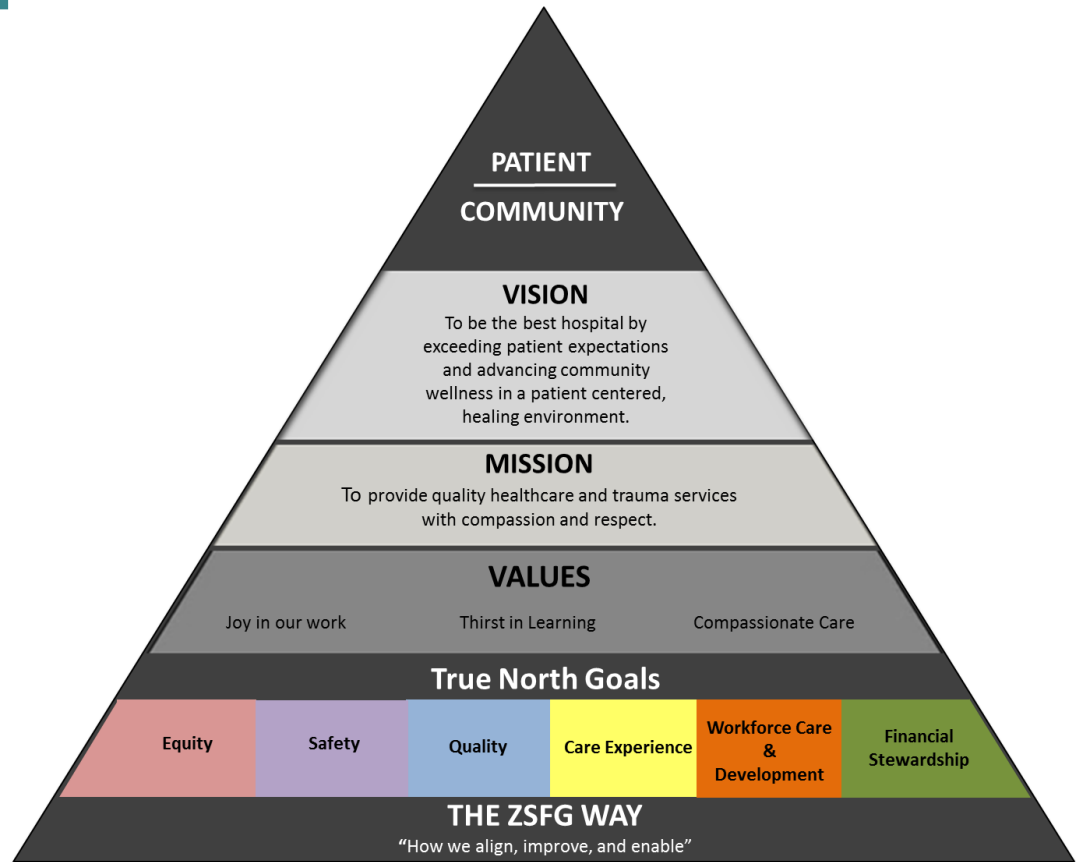 PATIENT
COMMUNITY
VISION
To be the best hospital by
exceeding patient expectations
and advancing community
wellness in a patient centered,
healing environment.
MISSION
To provide quality healthcare and trauma services
with compassion and respect.
VALUES
Joy in our work
Thirst in Learning
Compassionate Care
True North Goals
Equity
Safety
Quality
Care Experience
Workforce Care
&
Development
Financial
Stewardship
THE ZSFG WAY
“How we align, improve, and enable”